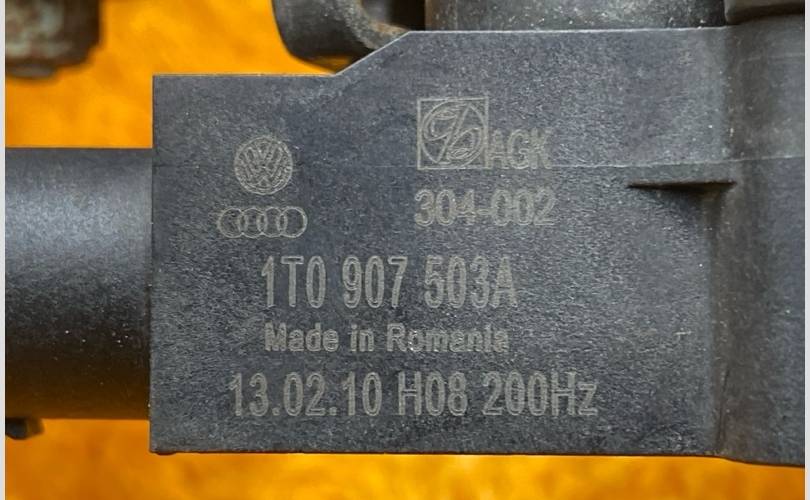 AGK
304-002
1T0 907 503A
Made in Romania
13.02.10 H08 200Hz